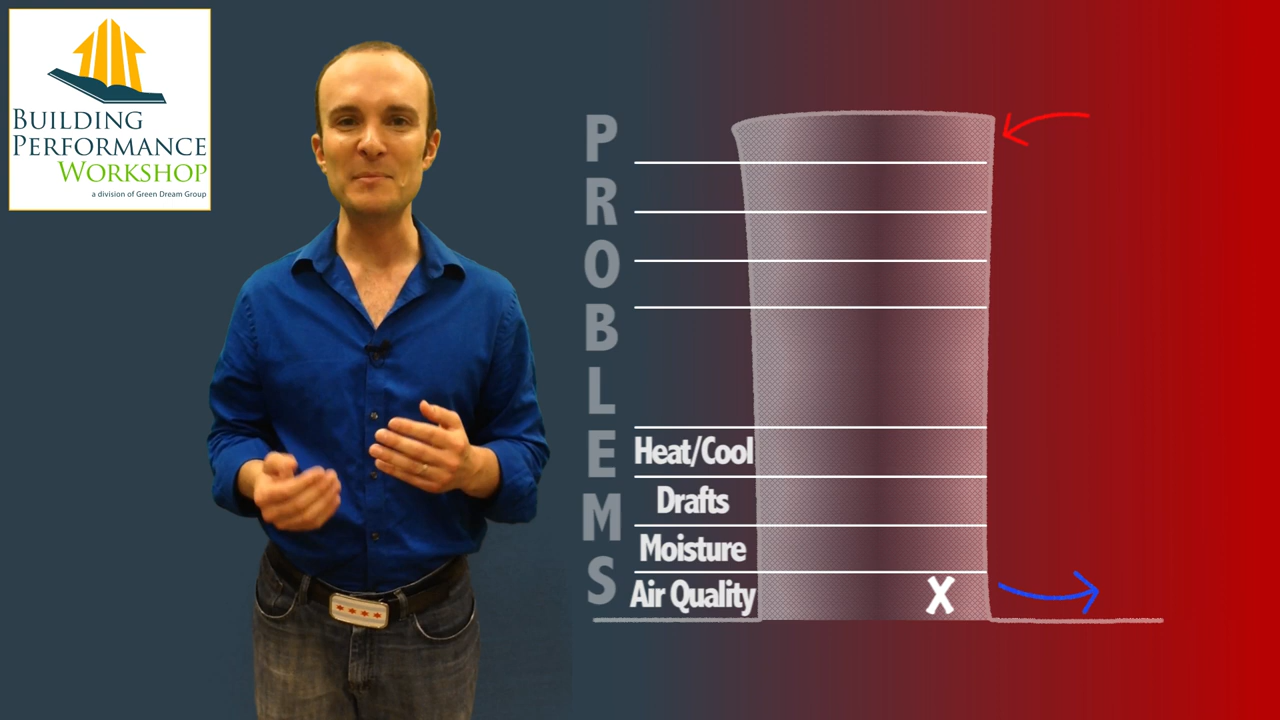 BUILDING
PERFORMANCE
WORKSHOP
a division of Green Dream Group
PROBLEMS
Heat/Cool
Drafts
Moisture
Air Quality
X